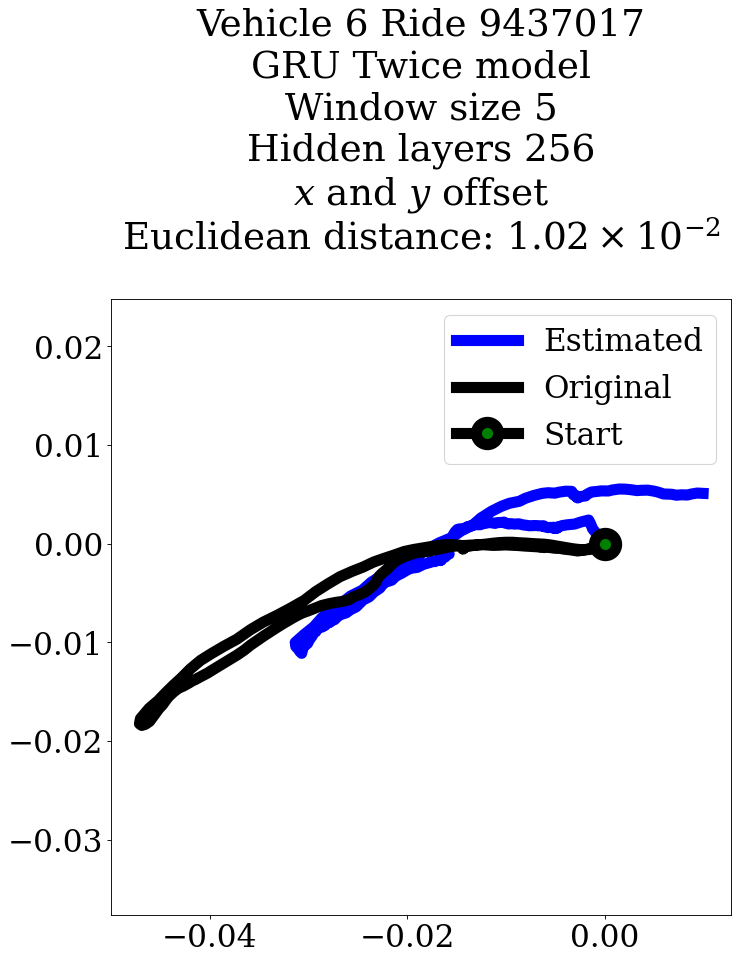 Vehicle 6 Ride 9437017
GRU Twice model
Window size 5
Hidden layers 256
x and y offset
Euclidean distance: 1.02 × 10⁻²
Estimated
Original
Start
0.02
0.01
0.00
−0.01
−0.02
−0.03
−0.04 −0.02 0.00